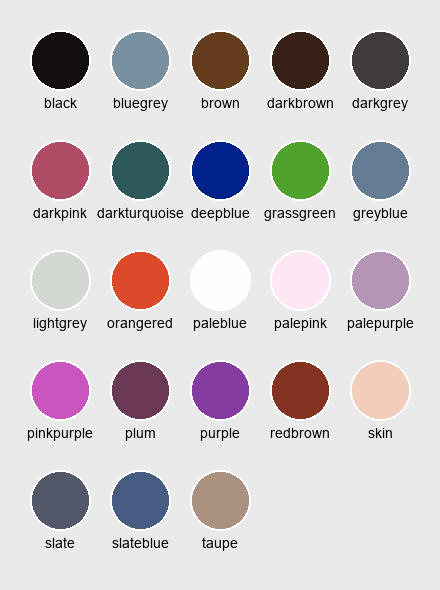 black bluegrey brown darkbrown darkgrey
darkpink darkturquoise deepblue grassgreen greyblue
lightgrey orangered paleblue palepink palepurple
pinkpurple plum purple redbrown skin
slate slateblue taupe